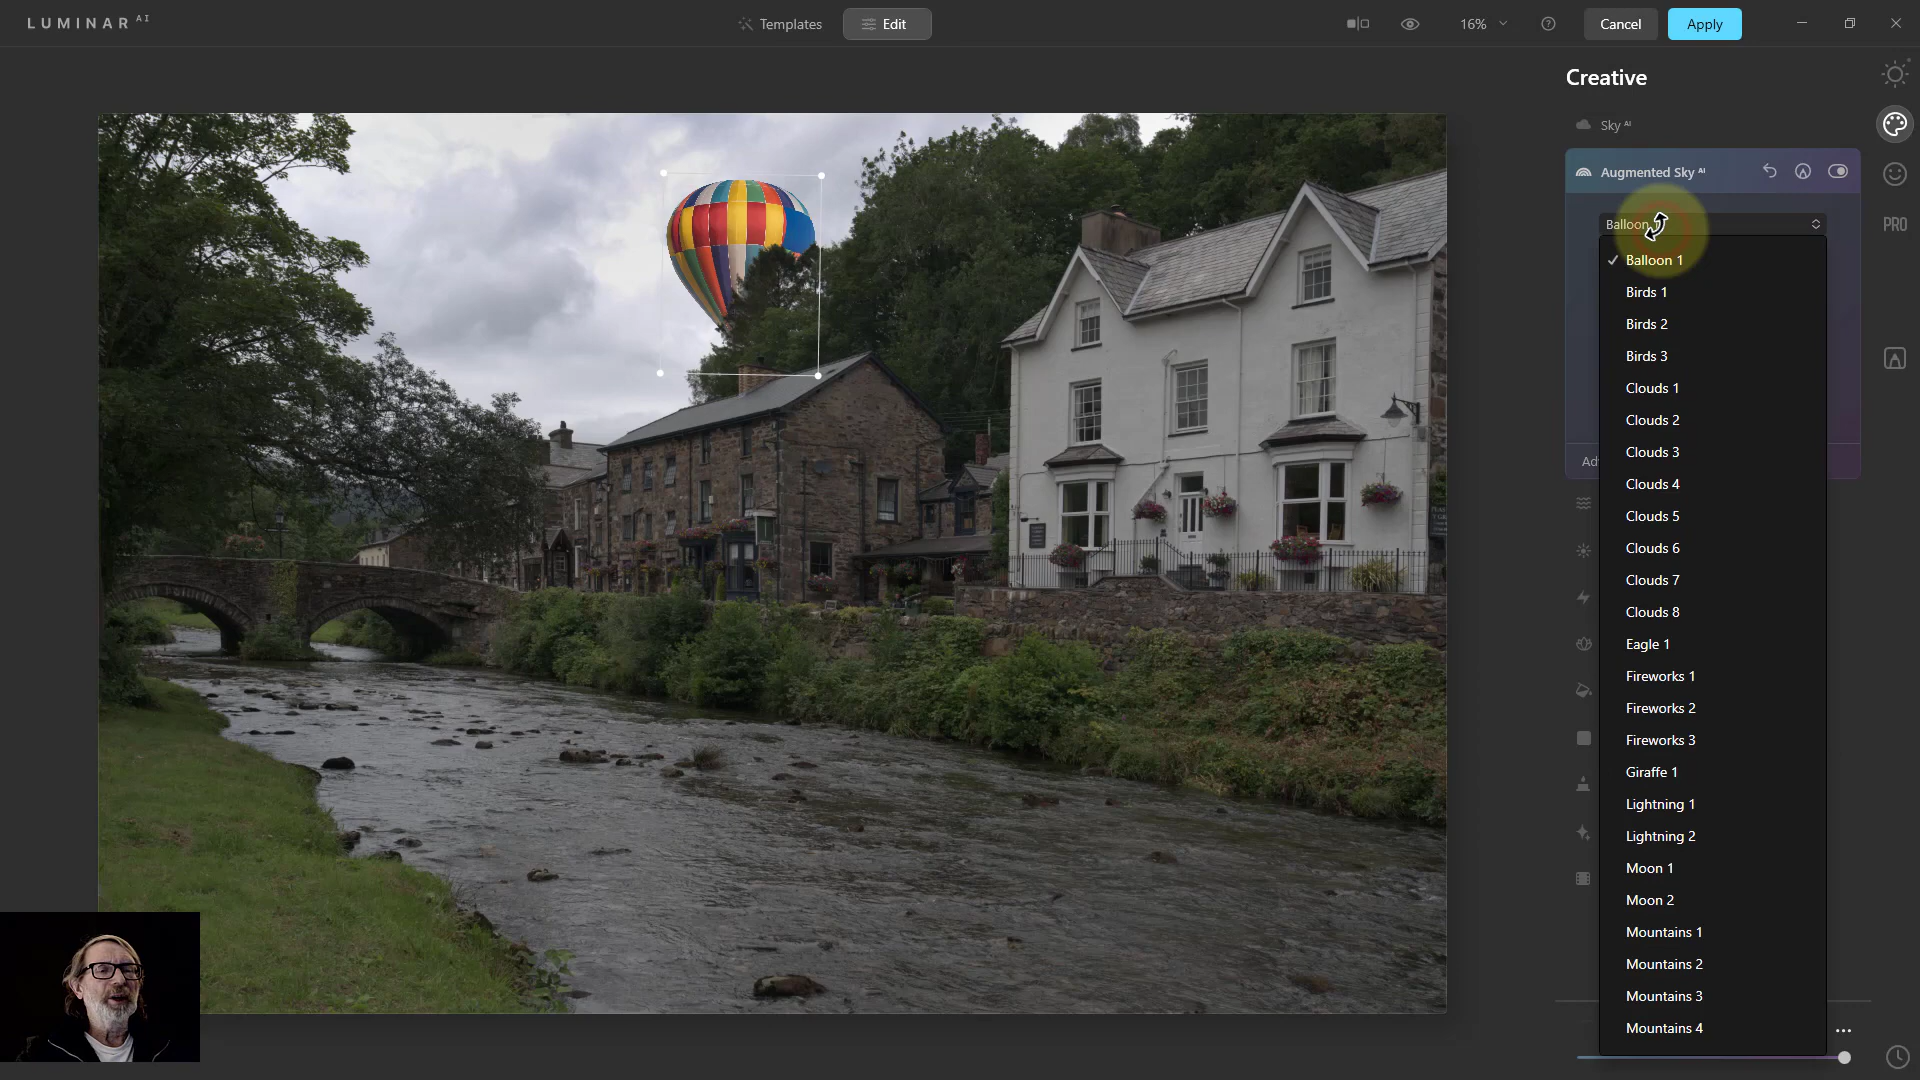 LUMINAR AI
Templates
Edit
16%
Cancel
Apply
Creative
Sky AI
Augmented Sky AI
PRO
Balloon
Balloon 1
Birds 1
Birds 2
Birds 3
Clouds 1
Clouds 2
Clouds 3
Clouds 4
Clouds 5
Clouds 6
Clouds 7
Clouds 8
Eagle 1
Fireworks 1
Fireworks 2
Fireworks 3
Giraffe 1
Lightning 1
Lightning 2
Moon 1
Moon 2
Mountains 1
Mountains 2
Mountains 3
Mountains 4